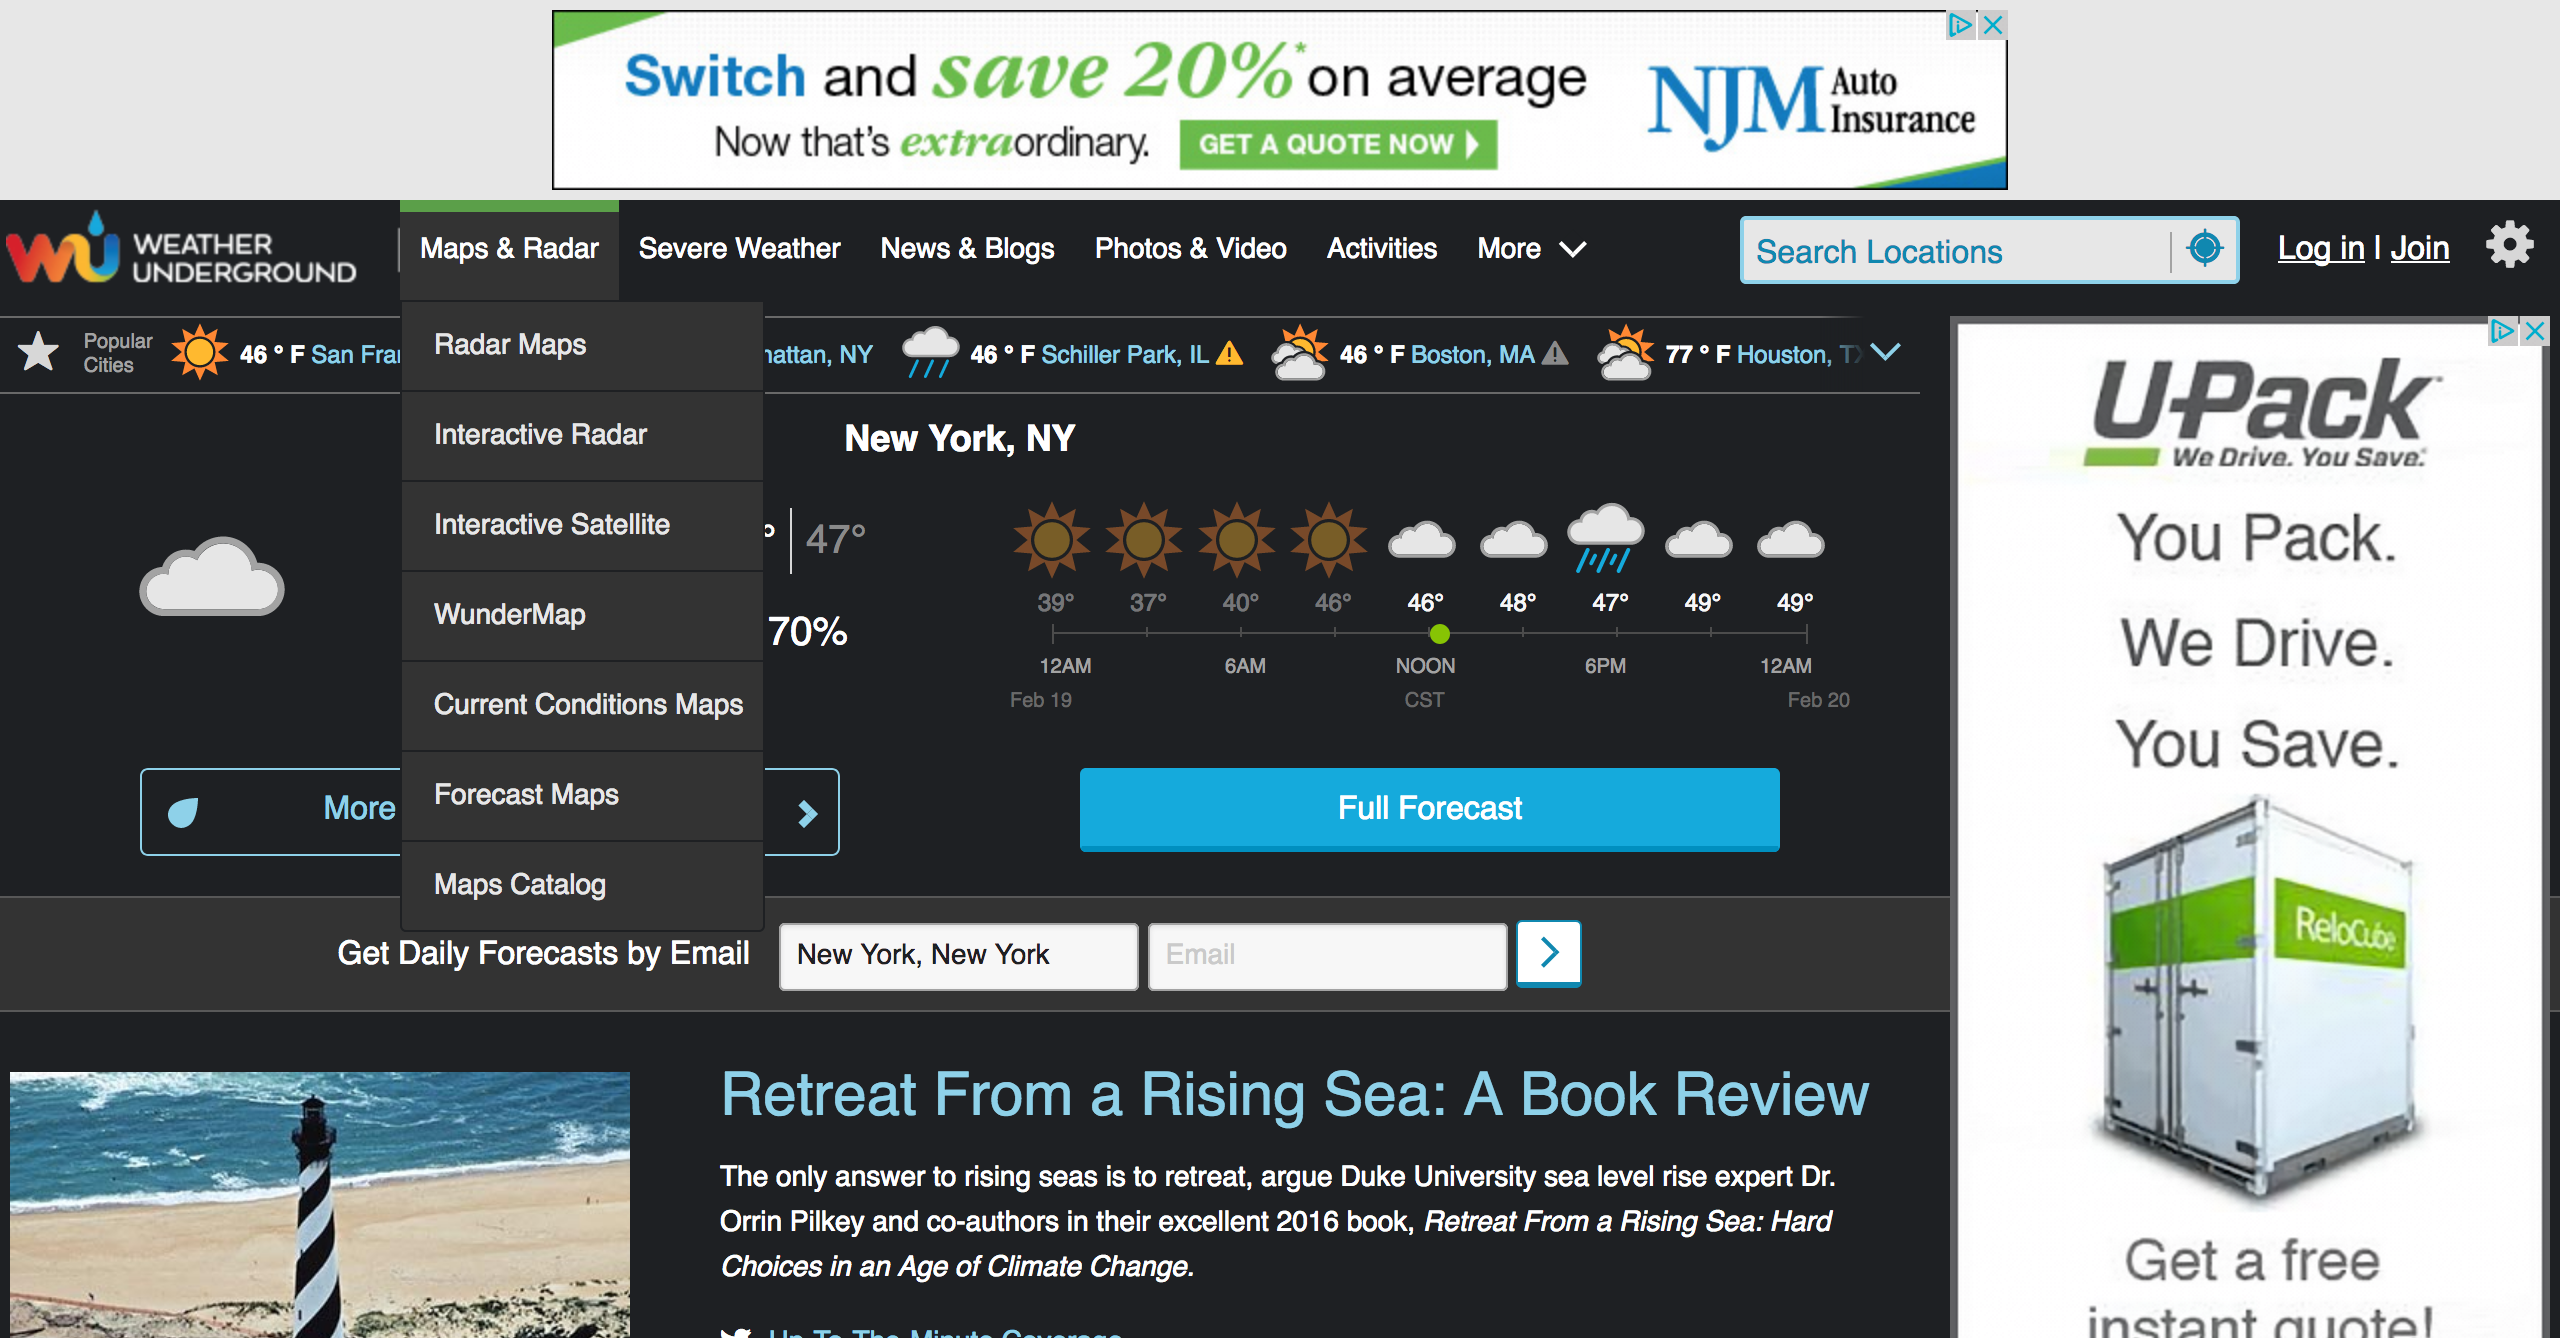 Switch and save 20%* on average
Now that's extraordinary.
GET A QUOTE NOW
NJM Auto Insurance
WEATHER UNDERGROUND
Maps & Radar
Severe Weather
News & Blogs
Photos & Video
Activities
More
Search Locations
Log in | Join
Popular Cities
46 ° F San Fra
hattan, NY
46 ° F Schiller Park, IL
46 ° F Boston, MA
77 ° F Houston, TX
Radar Maps
Interactive Radar
Interactive Satellite
WunderMap
Current Conditions Maps
Forecast Maps
Maps Catalog
New York, NY
° | 47°
70%
39° 37° 40° 46° 46° 48° 47° 49° 49°
12AM 6AM NOON 6PM 12AM
Feb 19 CST Feb 20
More
Full Forecast
Get Daily Forecasts by Email
New York, New York
Email
Retreat From a Rising Sea: A Book Review
The only answer to rising seas is to retreat, argue Duke University sea level rise expert Dr.
Orrin Pilkey and co-authors in their excellent 2016 book, Retreat From a Rising Sea: Hard
Choices in an Age of Climate Change.
Up To The Minute Coverage
U-Pack
We Drive. You Save.
You Pack.
We Drive.
You Save.
ReloCube
Get a free
instant quote!